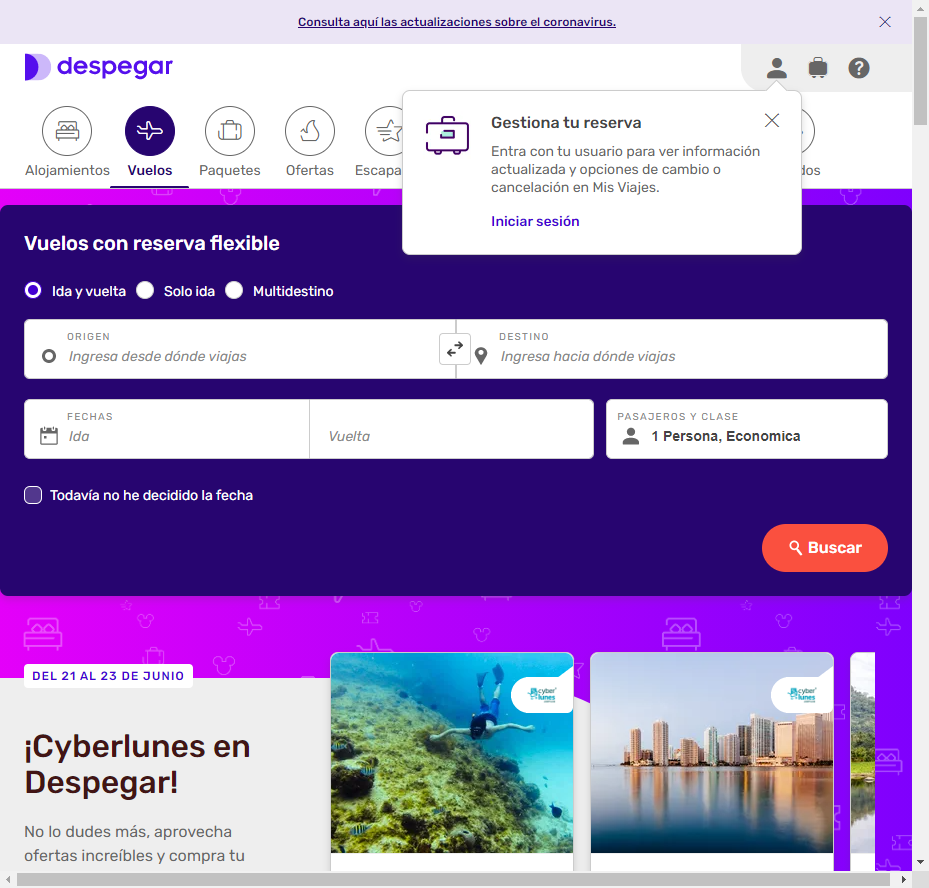 Consulta aquí las actualizaciones sobre el coronavirus.
despegar
Alojamientos
Vuelos
Paquetes
Ofertas
Escapa
dos
Gestiona tu reserva
Entra con tu usuario para ver información
actualizada y opciones de cambio o
cancelación en Mis Viajes.
Iniciar sesión
Vuelos con reserva flexible
Ida y vuelta
Solo ida
Multidestino
ORIGEN
Ingresa desde dónde viajas
DESTINO
Ingresa hacia dónde viajas
FECHAS
Ida
Vuelta
PASAJEROS Y CLASE
1 Persona, Economica
Todavía no he decidido la fecha
Buscar
DEL 21 AL 23 DE JUNIO
¡Cyberlunes en
Despegar!
No lo dudes más, aprovecha
ofertas increíbles y compra tu
cyber
lunes
cyber
lunes